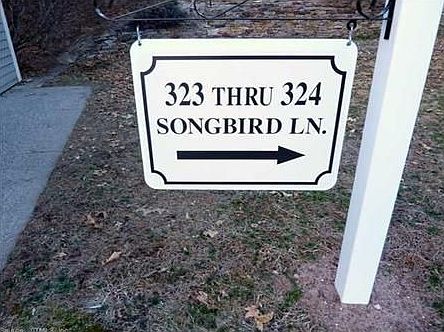 323 THRU 324
SONGBIRD LN.